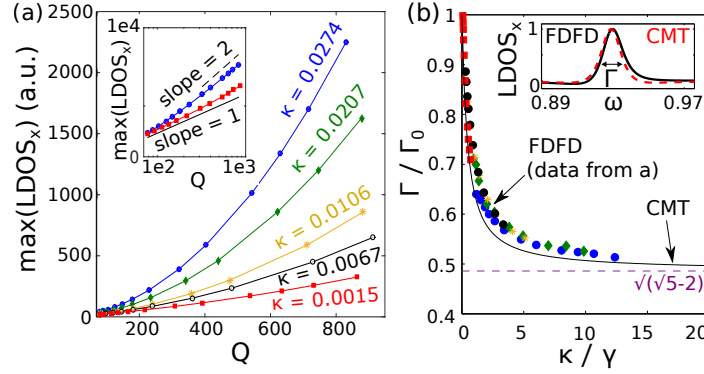 (a)
2500
2000
1500
1000
500
0
max(LDOSₓ) (a.u.)
200
400
600
800
Q
1e4
max(LDOSₓ)
slope = 2
slope = 1
1e2
1e3
Q
κ = 0.0274
κ = 0.0207
κ = 0.0106
κ = 0.0067
κ = 0.0015
(b)
1
0.9
0.8
0.7
0.6
0.5
0.4
Γ / Γ₀
LDOSₓ
FDFD
CMT
Γ
0.89
ω
0.97
FDFD
(data from a)
CMT
√(√5-2)
0
5
10
15
20
κ / γ